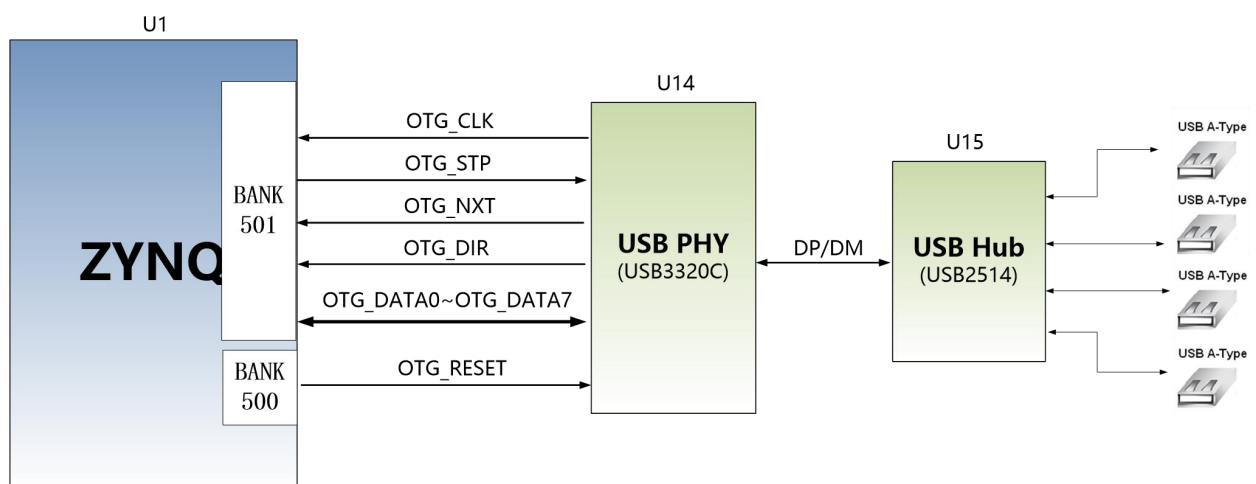 U1
ZYNQ
BANK
501
BANK
500
OTG_CLK
OTG_STP
OTG_NXT
OTG_DIR
OTG_DATA0~OTG_DATA7
OTG_RESET
U14
USB PHY
(USB3320C)
DP/DM
U15
USB Hub
(USB2514)
USB A-Type
USB A-Type
USB A-Type
USB A-Type